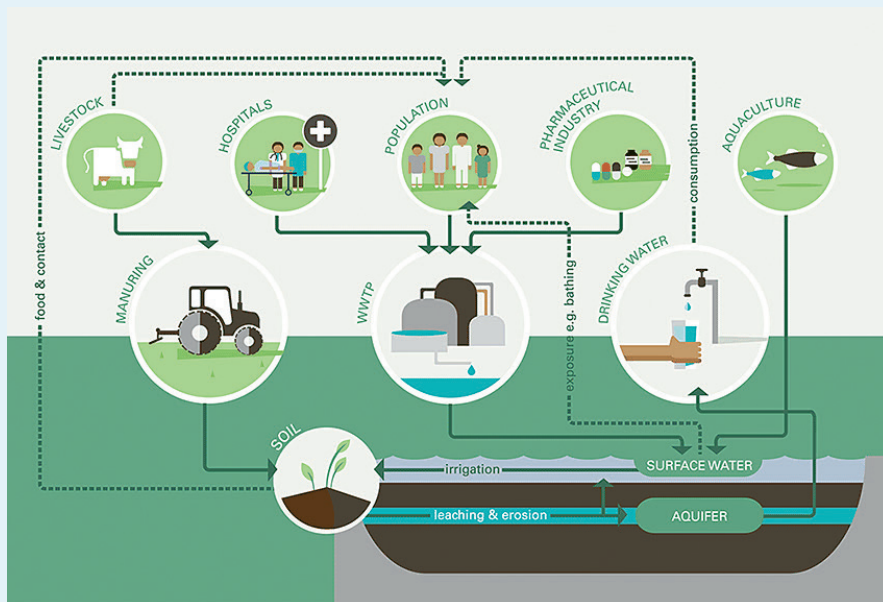 LIVESTOCK
HOSPITALS
POPULATION
PHARMACEUTICAL
INDUSTRY
AQUACULTURE
consumption
food & contact
MANURING
WWTP
exposure e.g. bathing
DRINKING WATER
SOIL
irrigation
SURFACE WATER
leaching & erosion
AQUIFER